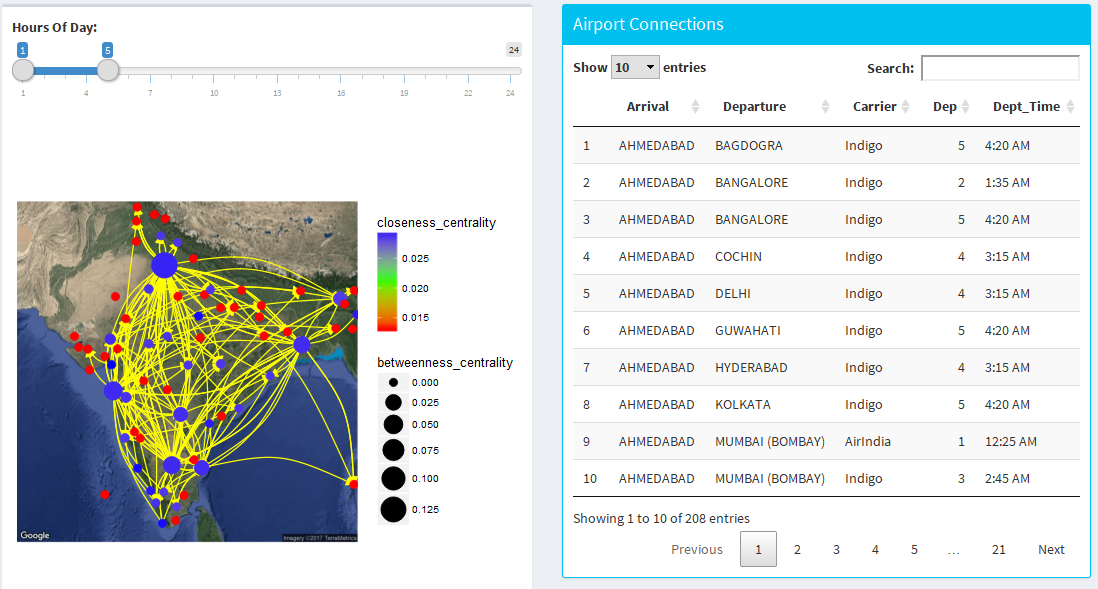 Hours Of Day:
1 5 24
1 4 7 10 13 16 19 22 24
closeness_centrality
0.025
0.020
0.015
betweenness_centrality
0.000
0.025
0.050
0.075
0.100
0.125
Google
Imagery ©2017 TerraMetrics
Airport Connections
Show 10 entries Search:
Arrival Departure Carrier Dep Dept_Time
1 AHMEDABAD BAGDOGRA Indigo 5 4:20 AM
2 AHMEDABAD BANGALORE Indigo 2 1:35 AM
3 AHMEDABAD BANGALORE Indigo 5 4:20 AM
4 AHMEDABAD COCHIN Indigo 4 3:15 AM
5 AHMEDABAD DELHI Indigo 4 3:15 AM
6 AHMEDABAD GUWAHATI Indigo 5 4:20 AM
7 AHMEDABAD HYDERABAD Indigo 4 3:15 AM
8 AHMEDABAD KOLKATA Indigo 5 4:20 AM
9 AHMEDABAD MUMBAI (BOMBAY) AirIndia 1 12:25 AM
10 AHMEDABAD MUMBAI (BOMBAY) Indigo 3 2:45 AM
Showing 1 to 10 of 208 entries
Previous 1 2 3 4 5 … 21 Next